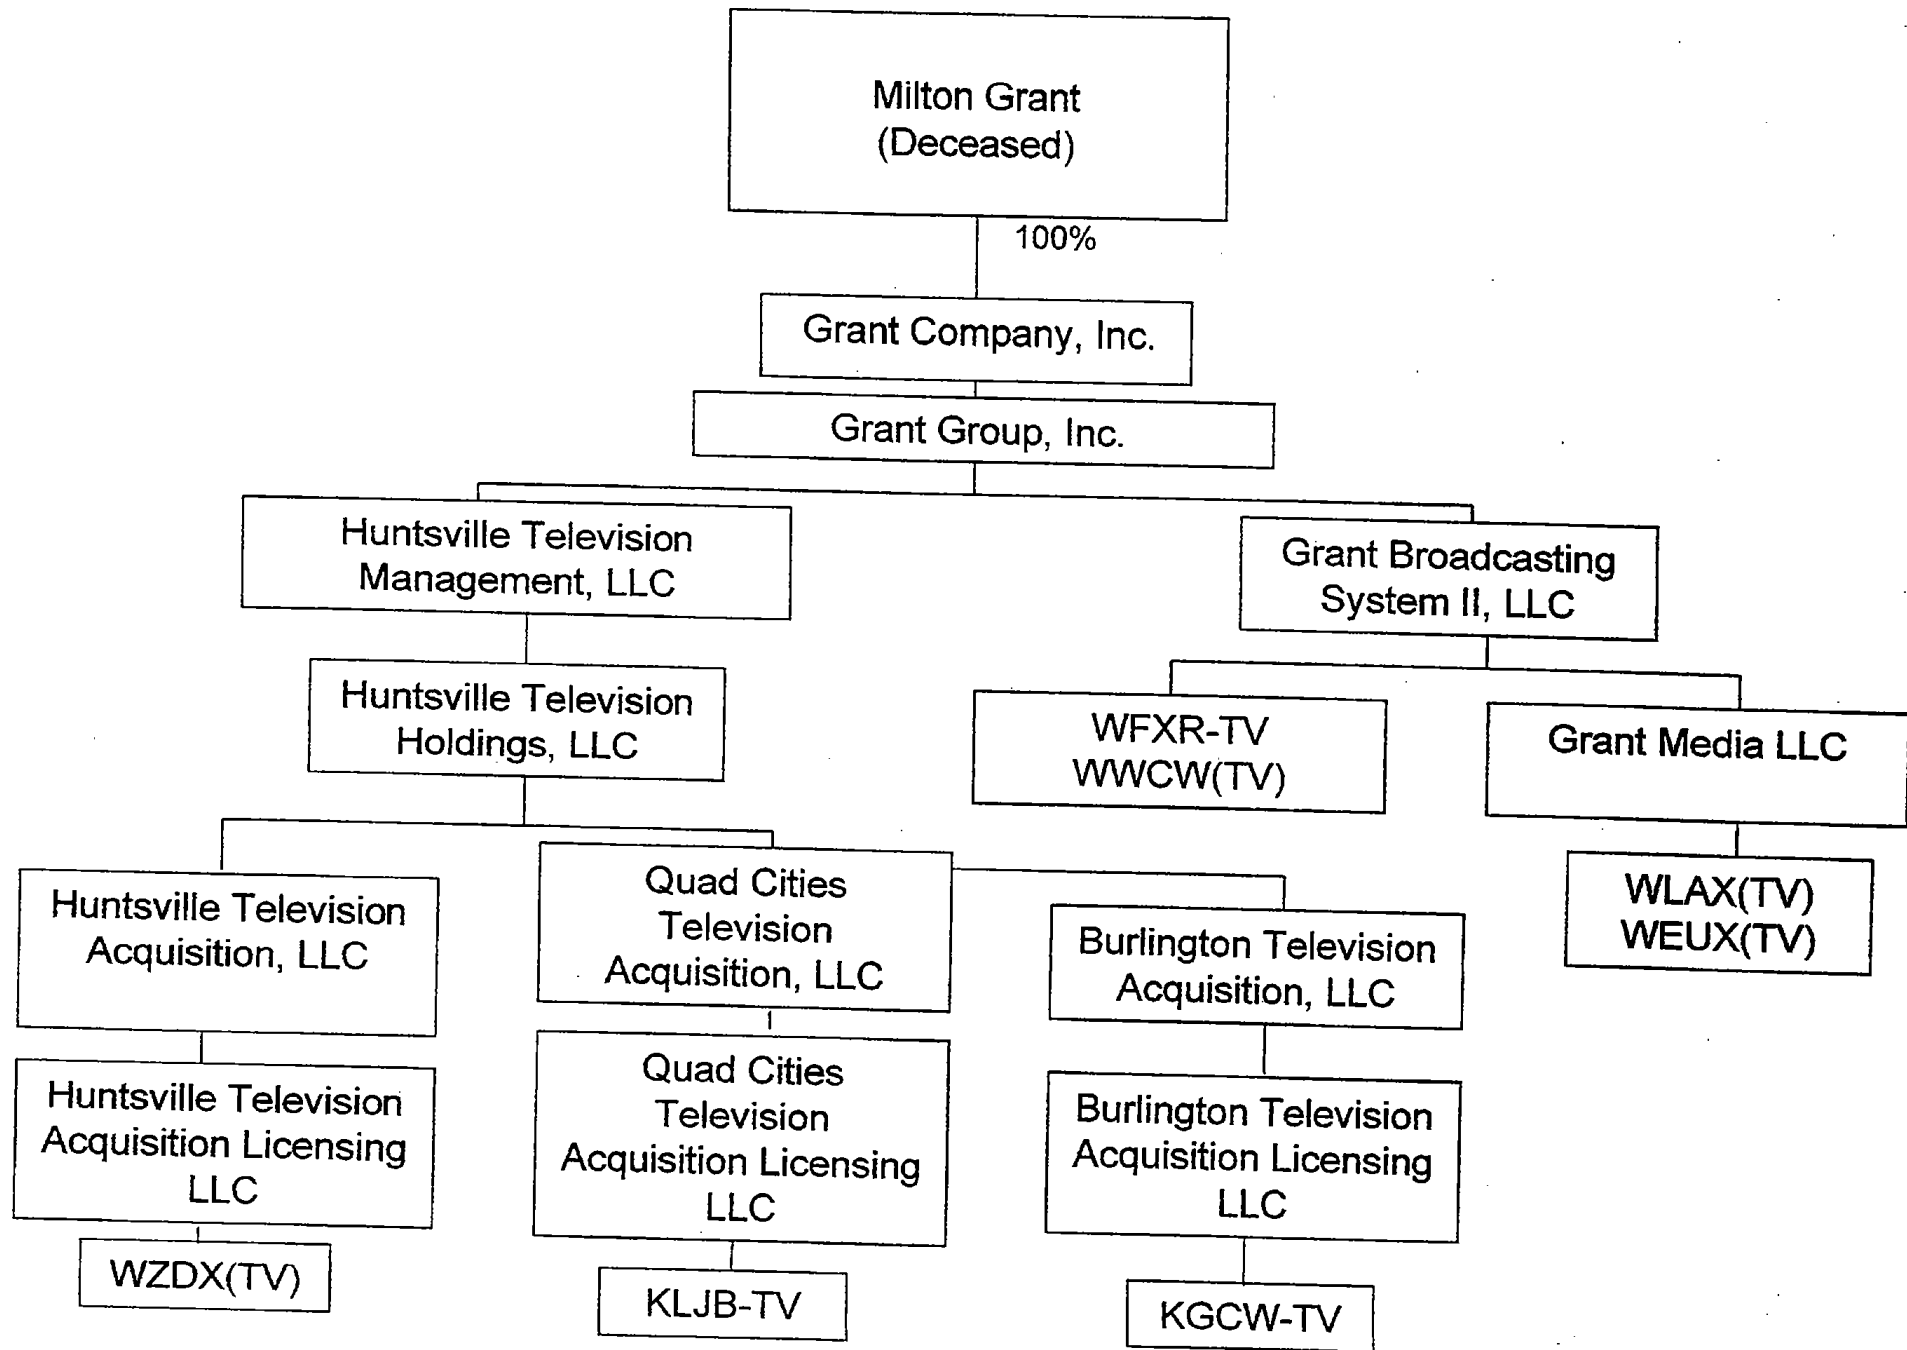 Milton Grant
(Deceased)
100%
Grant Company, Inc.
Grant Group, Inc.
Huntsville Television
Management, LLC
Grant Broadcasting
System II, LLC
Huntsville Television
Holdings, LLC
WFXR-TV
WWCW(TV)
Grant Media LLC
WLAX(TV)
WEUX(TV)
Huntsville Television
Acquisition, LLC
Quad Cities
Television
Acquisition, LLC
Burlington Television
Acquisition, LLC
Huntsville Television
Acquisition Licensing
LLC
Quad Cities
Television
Acquisition Licensing
LLC
Burlington Television
Acquisition Licensing
LLC
WZDX(TV)
KLJB-TV
KGCW-TV